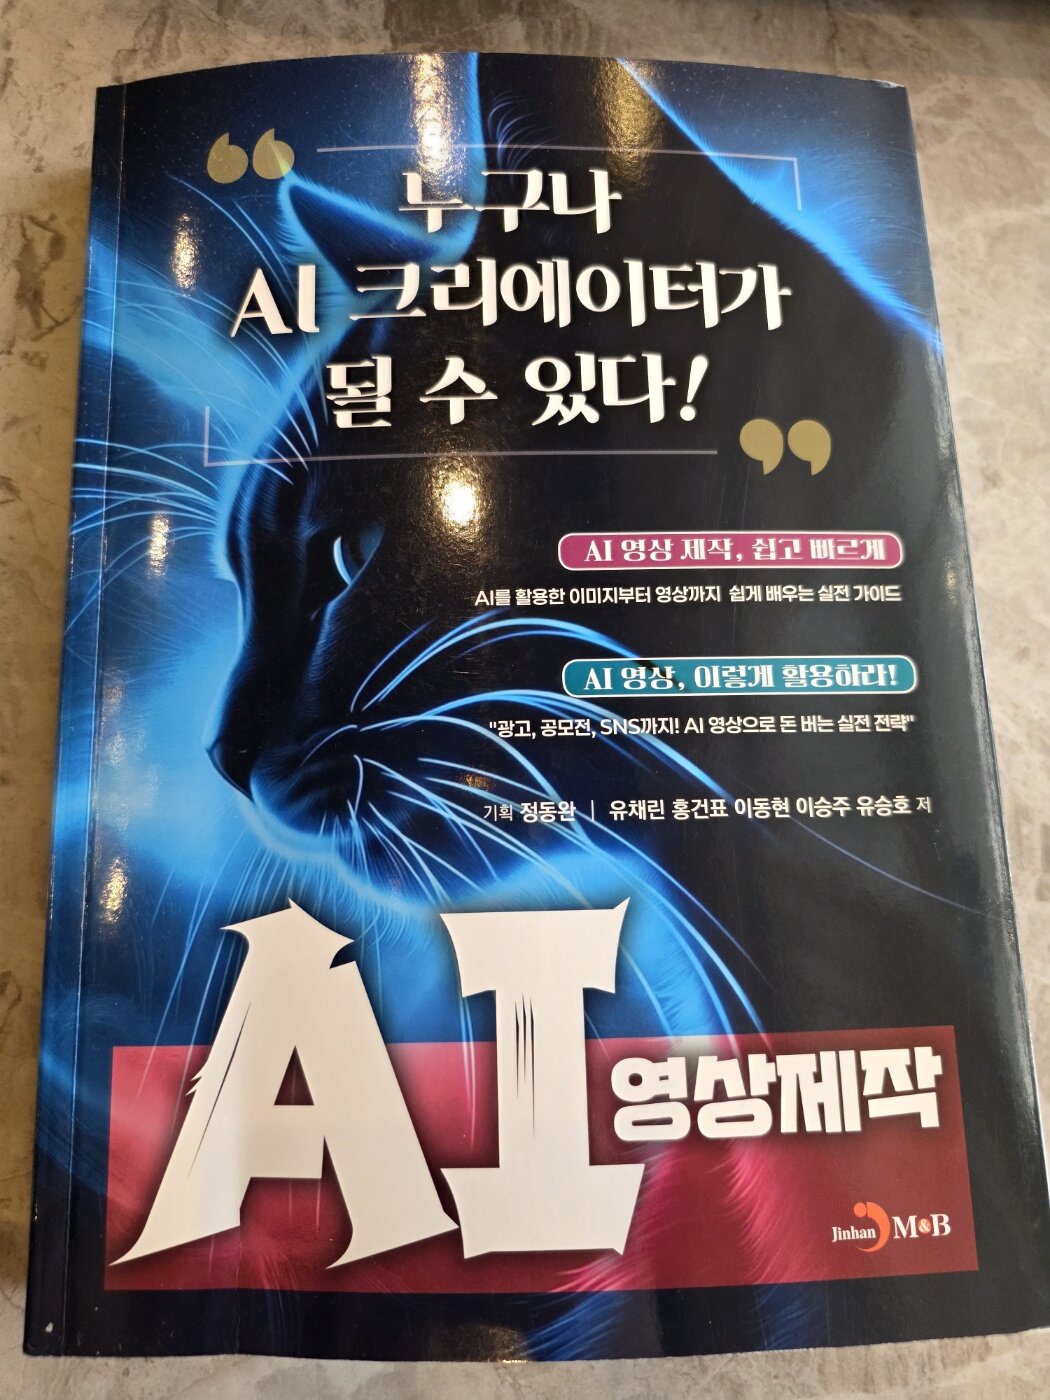 “
누구나
AI 크리에이터가
될 수 있다!
”
AI 영상 제작, 쉽고 빠르게
AI를 활용한 이미지부터 영상까지 쉽게 배우는 실전 가이드
AI 영상, 이렇게 활용하라!
"광고, 공모전, SNS까지! AI 영상으로 돈 버는 실전 전략"
기획 정동완 | 유채린 홍건표 이동현 이승주 유승호 저
AI 영상제작
Jinhan M&B